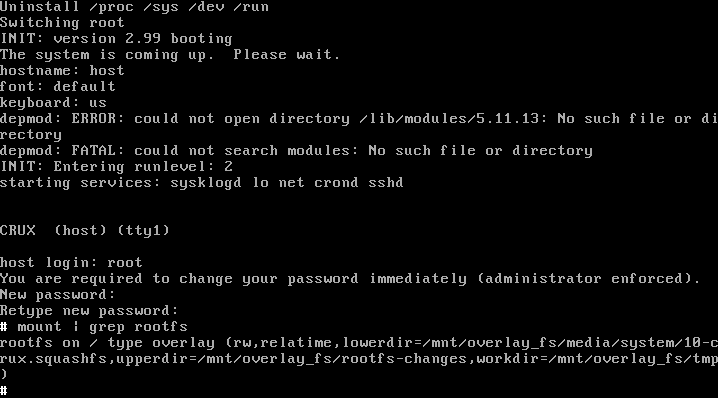 Uninstall /proc /sys /dev /run
Switching root
INIT: version 2.99 booting
The system is coming up.  Please wait.
hostname: host
font: default
keyboard: us
depmod: ERROR: could not open directory /lib/modules/5.11.13: No such file or di
rectory
depmod: FATAL: could not search modules: No such file or directory
INIT: Entering runlevel: 2
starting services: sysklogd lo net crond sshd
CRUX  (host) (tty1)
host login: root
You are required to change your password immediately (administrator enforced).
New password:
Retype new password:
# mount | grep rootfs
rootfs on / type overlay (rw,relatime,lowerdir=/mnt/overlay_fs/media/system/10-c
rux.squashfs,upperdir=/mnt/overlay_fs/rootfs-changes,workdir=/mnt/overlay_fs/tmp
)
#